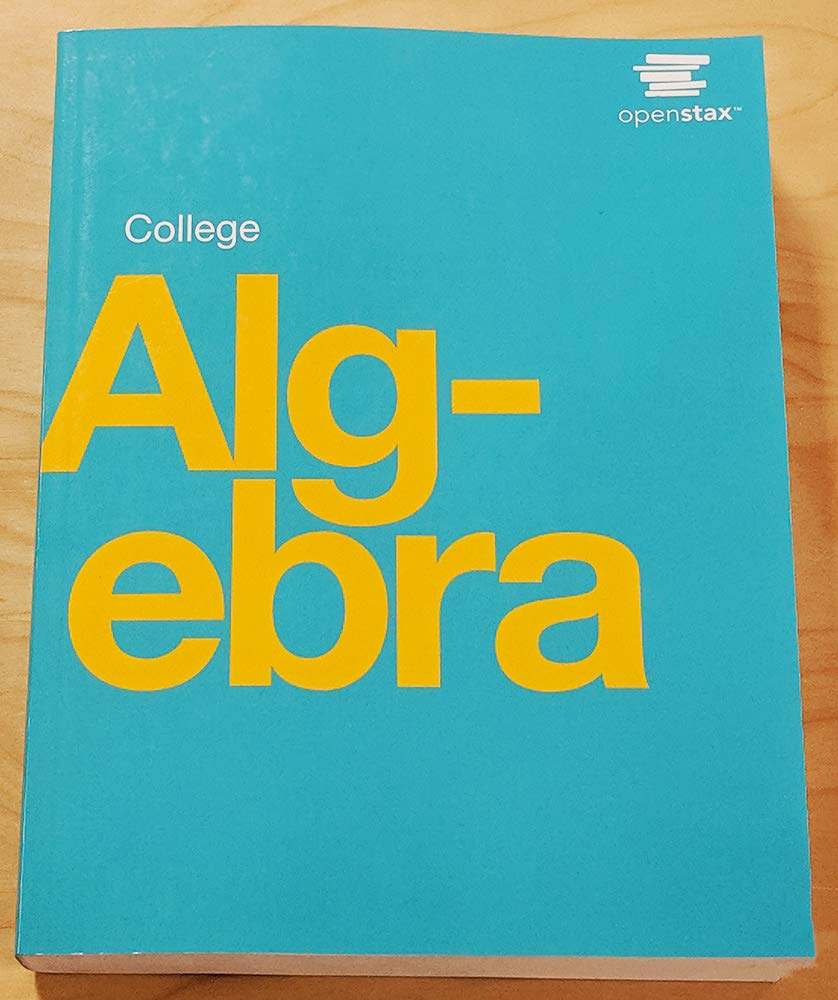 openstax™
College
Alg-
ebra